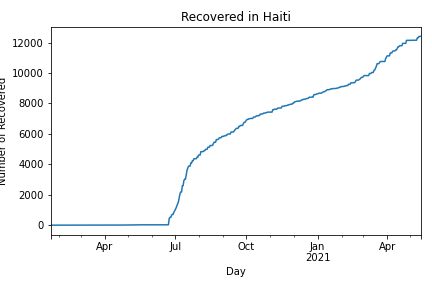 Recovered in Haiti
12000
10000
8000
6000
4000
2000
0
Number of Recovered
Apr
Jul
Oct
Jan
2021
Apr
Day